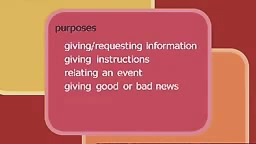 purposes
giving/requesting information
giving instructions
relating an event
giving good or bad news